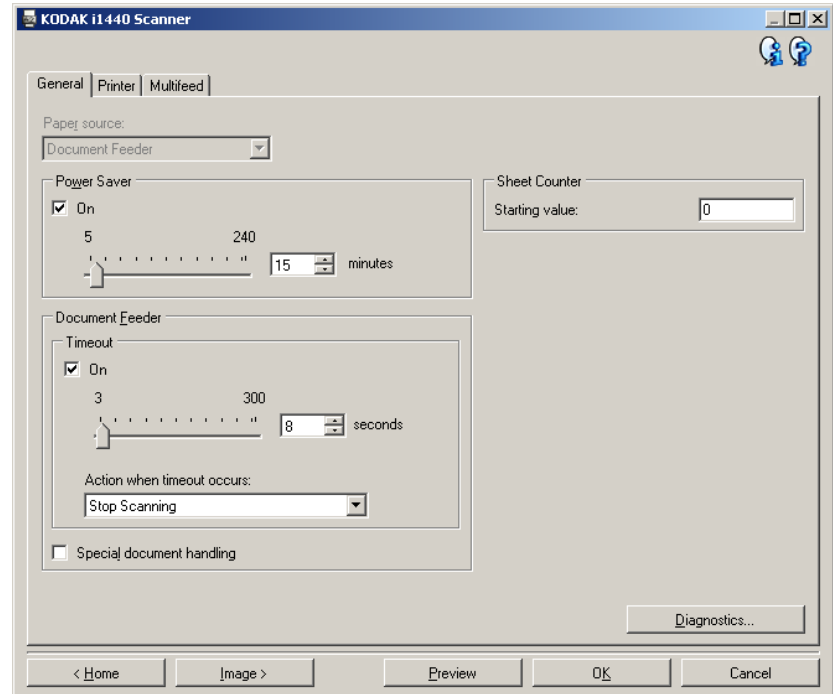 KODAK i1440 Scanner
General Printer Multifeed
Paper source:
Document Feeder
Power Saver
On
5 240
15 minutes
Sheet Counter
Starting value: 0
Document Feeder
Timeout
On
3 300
8 seconds
Action when timeout occurs:
Stop Scanning
Special document handling
Diagnostics...
< Home Image > Preview OK Cancel